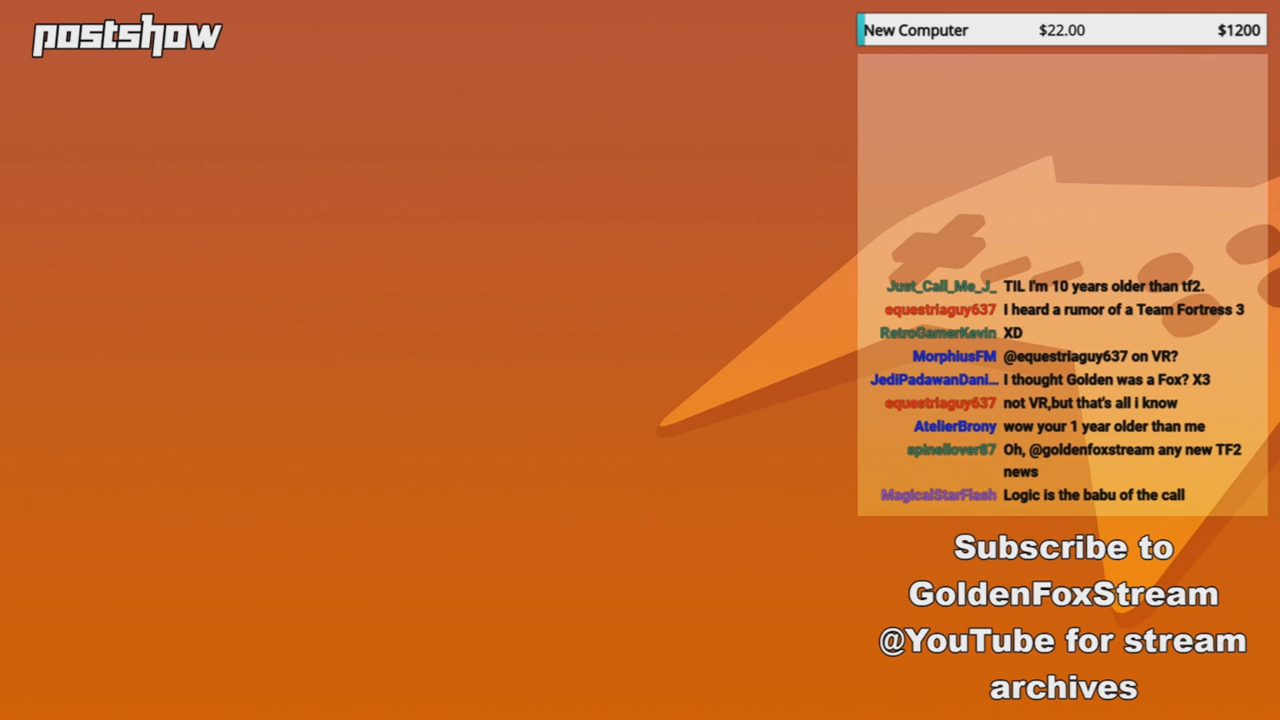 postshow
New Computer $22.00 $1200
Just_Call_Me_J_ TIL I'm 10 years older than tf2.
equestriaguy637 I heard a rumor of a Team Fortress 3
RetroGamerKevin XD
MorphiusFM @equestriaguy637 on VR?
JediPadawanDani... I thought Golden was a Fox? X3
equestriaguy637 not VR,but that's all i know
AtelierBrony wow your 1 year older than me
spinellover87 Oh, @goldenfoxstream any new TF2
news
MagicalStarFlash Logic is the babu of the call
Subscribe to
GoldenFoxStream
@YouTube for stream
archives